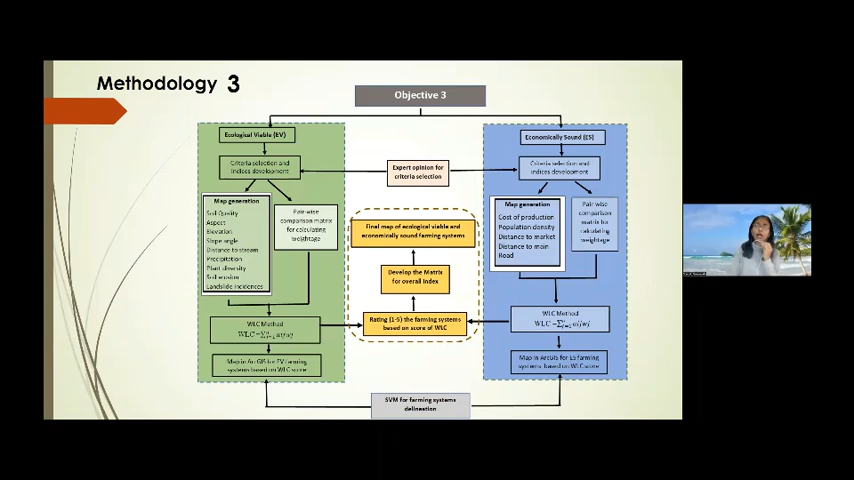 Methodology 3
Objective 3
Ecological Viable (EV)
Criteria selection and
indices development
Map generation
Soil Quality
Aspect
Elevation
Slope angle
Distance to stream
Precipitation
Plant diversity
Soil erosion
Landslide incidences
Pair-wise
comparison matrix
for calculating
weightage
WLC Method
Map in Arc GIS for EV farming
systems based on WLC score
Expert opinion for
criteria selection
Final map of ecological viable and
economically sound farming systems
Develop the Matrix
for overall index
Rating (1-5) the farming systems
based on score of WLC
Economically Sound (ES)
Criteria selection and
indices development
Map generation
Cost of production
Population density
Distance to market
Distance to main
Road
Pair wise
comparison
matrix for
calculating
weightage
WLC Method
Map in ArcGIS for ES farming
systems based on WLC score
SVM for farming systems
delineation